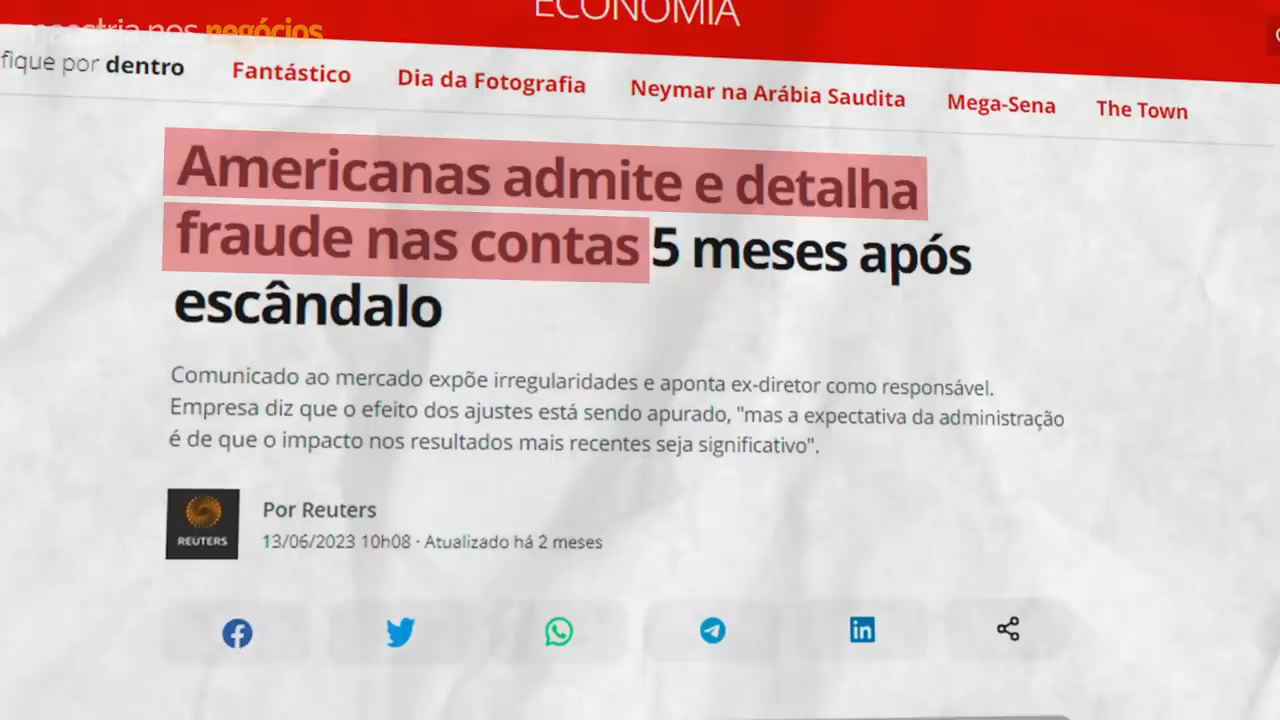 ECONOMIA
maestria nos negócios
fique por dentro Fantástico Dia da Fotografia Neymar na Arábia Saudita Mega-Sena The Town
Americanas admite e detalha
fraude nas contas 5 meses após
escândalo
Comunicado ao mercado expõe irregularidades e aponta ex-diretor como responsável.
Empresa diz que o efeito dos ajustes está sendo apurado, "mas a expectativa da administração
é de que o impacto nos resultados mais recentes seja significativo".
REUTERS
Por Reuters
13/06/2023 10h08 · Atualizado há 2 meses